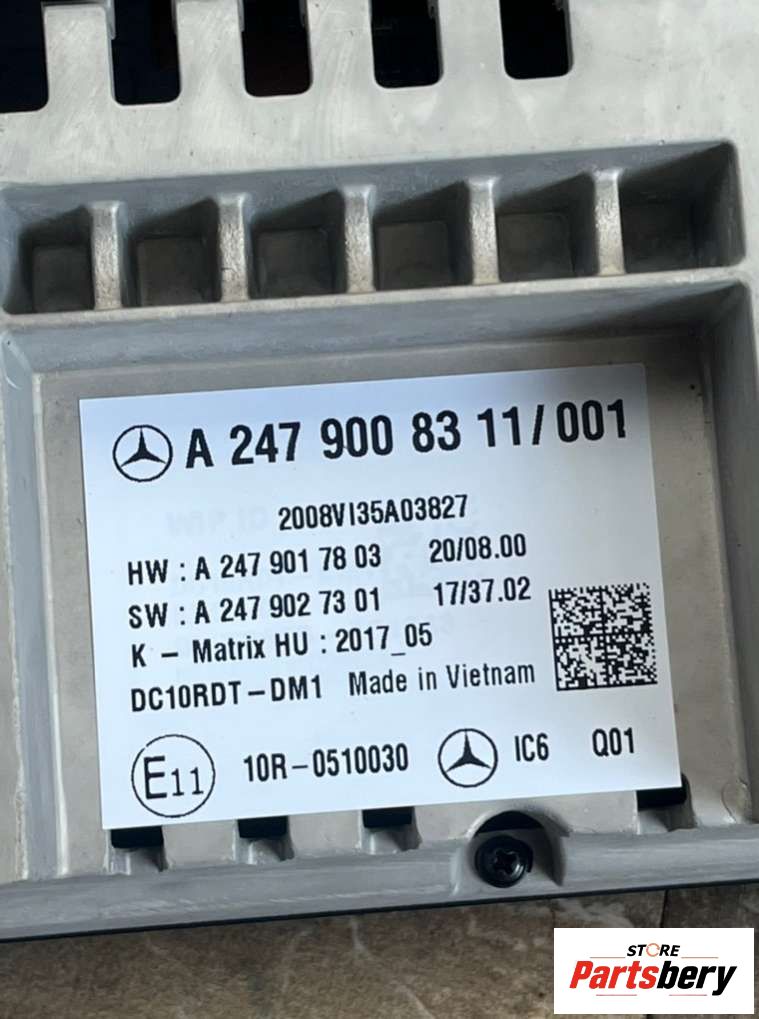 A 247 900 83 11/001
2008VI35A03827
HW : A 247 901 78 03 20/08.00
SW : A 247 902 73 01 17/37.02
K - Matrix HU : 2017_05
DC10RDT-DM1 Made in Vietnam
E11 10R-0510030 IC6 Q01
STORE
Partsbery